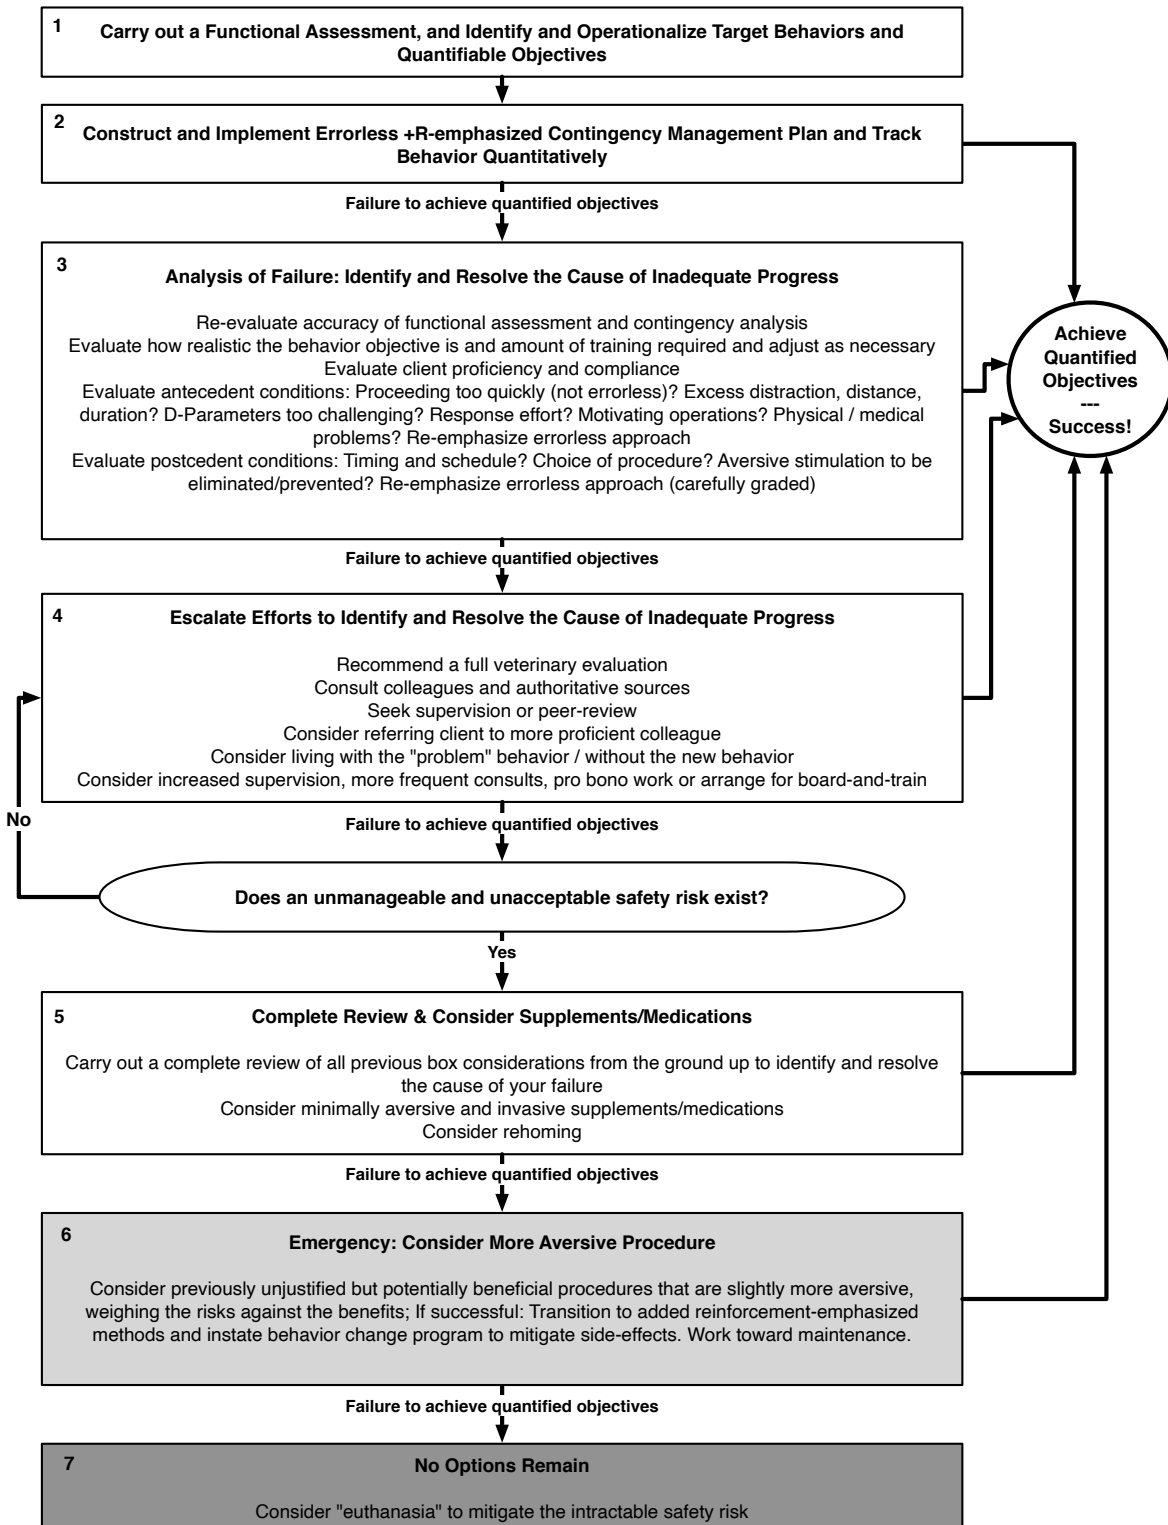 1
Carry out a Functional Assessment, and Identify and Operationalize Target Behaviors and
Quantifiable Objectives
2
Construct and Implement Errorless +R-emphasized Contingency Management Plan and Track
Behavior Quantitatively
Failure to achieve quantified objectives
3
Analysis of Failure: Identify and Resolve the Cause of Inadequate Progress
Re-evaluate accuracy of functional assessment and contingency analysis
Evaluate how realistic the behavior objective is and amount of training required and adjust as necessary
Evaluate client proficiency and compliance
Evaluate antecedent conditions: Proceeding too quickly (not errorless)? Excess distraction, distance,
duration? D-Parameters too challenging? Response effort? Motivating operations? Physical / medical
problems? Re-emphasize errorless approach
Evaluate postcedent conditions: Timing and schedule? Choice of procedure? Aversive stimulation to be
eliminated/prevented? Re-emphasize errorless approach (carefully graded)
Achieve
Quantified
Objectives
---
Success!
Failure to achieve quantified objectives
4
Escalate Efforts to Identify and Resolve the Cause of Inadequate Progress
Recommend a full veterinary evaluation
Consult colleagues and authoritative sources
Seek supervision or peer-review
Consider referring client to more proficient colleague
Consider living with the "problem" behavior / without the new behavior
Consider increased supervision, more frequent consults, pro bono work or arrange for board-and-train
No
Failure to achieve quantified objectives
Does an unmanageable and unacceptable safety risk exist?
Yes
5
Complete Review & Consider Supplements/Medications
Carry out a complete review of all previous box considerations from the ground up to identify and resolve
the cause of your failure
Consider minimally aversive and invasive supplements/medications
Consider rehoming
Failure to achieve quantified objectives
6
Emergency: Consider More Aversive Procedure
Consider previously unjustified but potentially beneficial procedures that are slightly more aversive,
weighing the risks against the benefits; If successful: Transition to added reinforcement-emphasized
methods and instate behavior change program to mitigate side-effects. Work toward maintenance.
Failure to achieve quantified objectives
7
No Options Remain
Consider "euthanasia" to mitigate the intractable safety risk